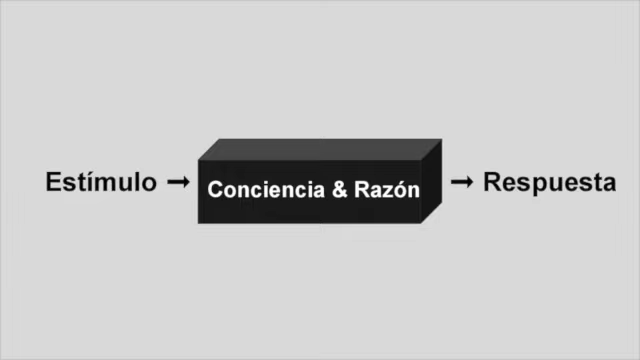 Estímulo → Conciencia & Razón → Respuesta